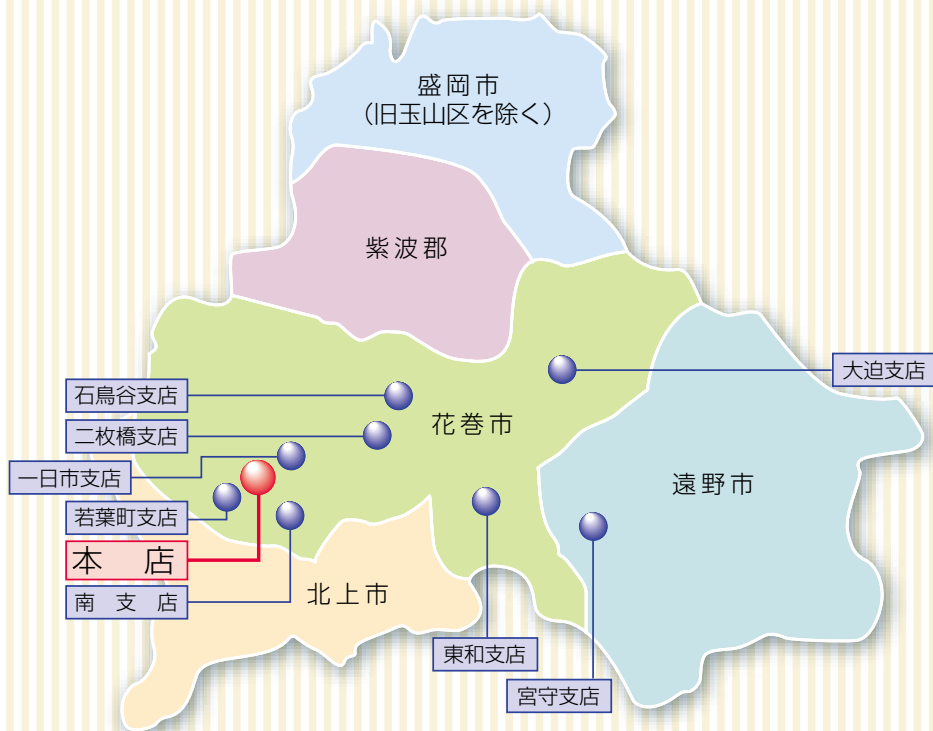 盛岡市
（旧玉山区を除く）
紫波郡
大迫支店
石鳥谷支店
花巻市
二枚橋支店
一日市支店
遠野市
若葉町支店
本　店
北上市
南　支　店
東和支店
宮守支店